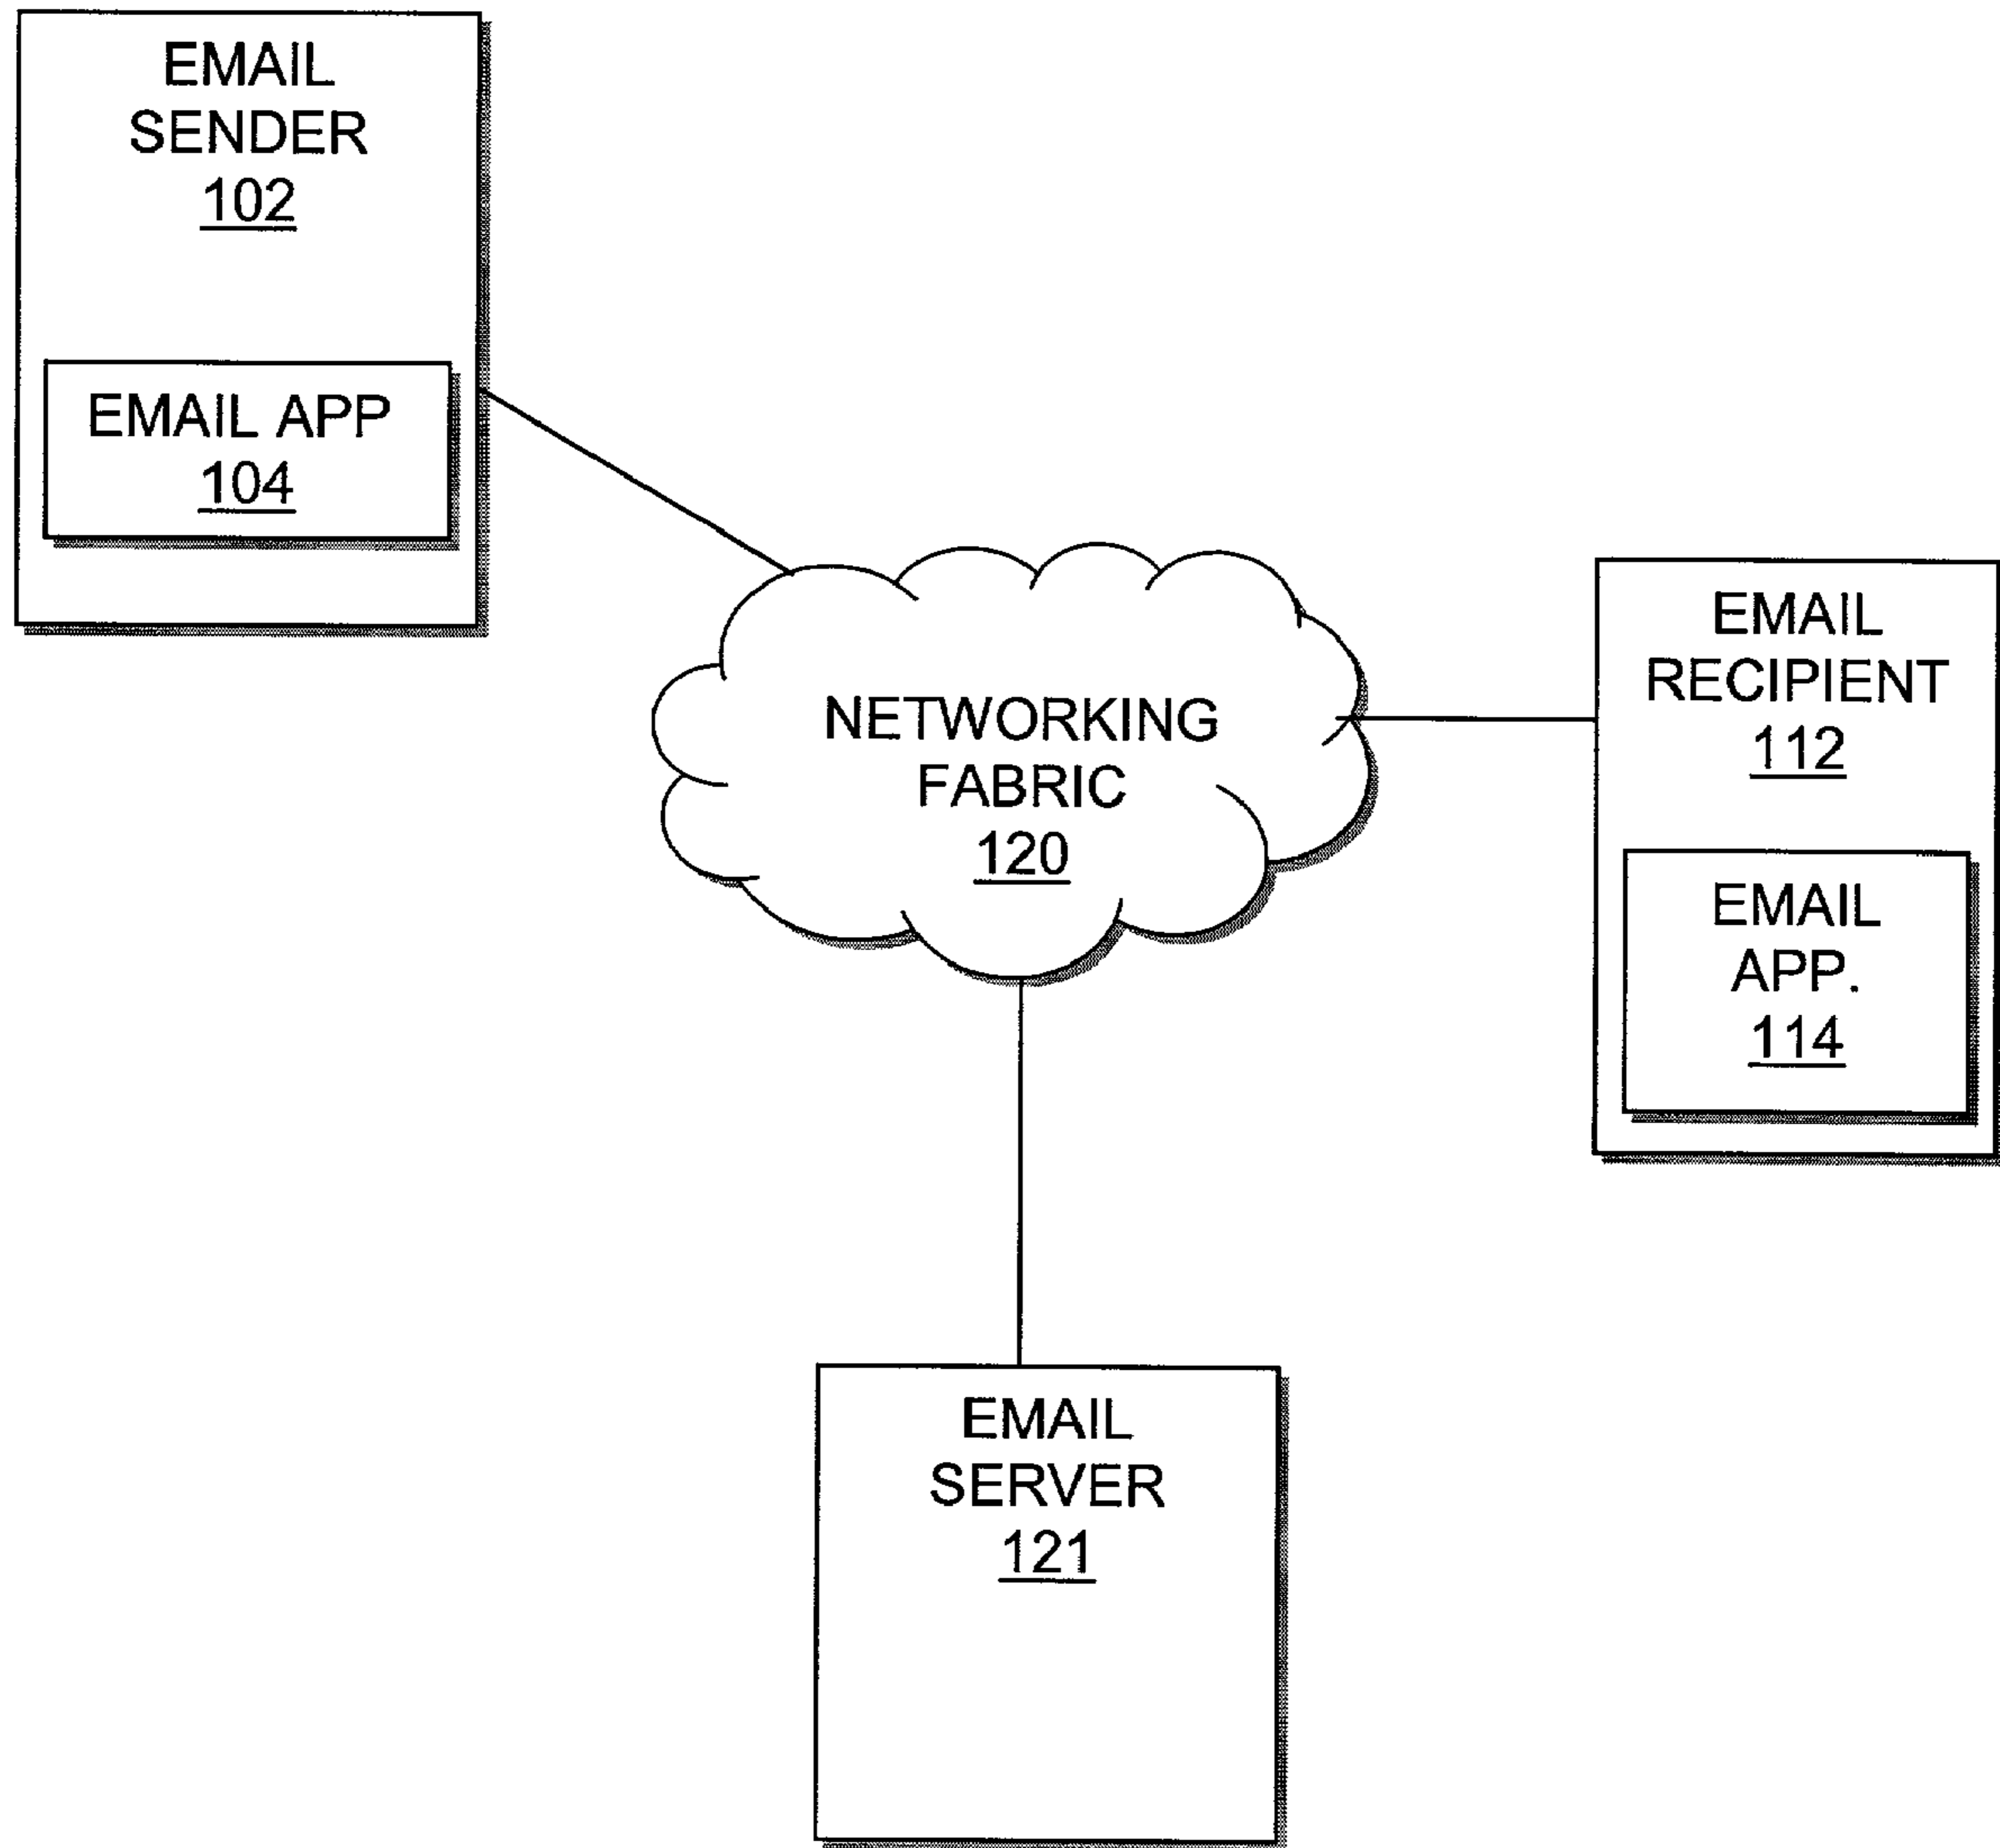 EMAIL
SENDER
102
EMAIL APP
104
NETWORKING
FABRIC
120
EMAIL
RECIPIENT
112
EMAIL
APP.
114
EMAIL
SERVER
121